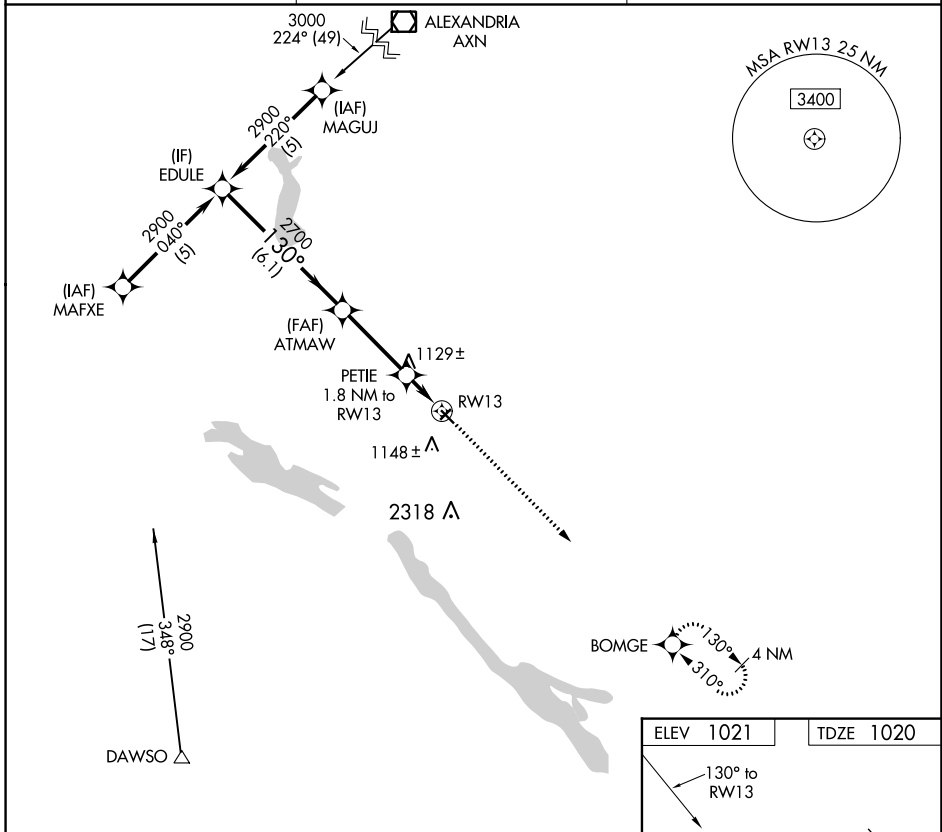 3000
224° (49)
ALEXANDRIA
AXN
MSA RW13 25 NM
3400
(IAF)
MAGUJ
2900
220°
(5)
(IF)
EDULE
2900
040°
(5)
2700
130°
(6.1)
(IAF)
MAFXE
(FAF)
ATMAW
1129±
PETIE
1.8 NM to
RW13
RW13
1148±
2318
2900
348°
(17)
BOMGE
130°
310°
4 NM
DAWSO
ELEV 1021
TDZE 1020
130° to
RW13